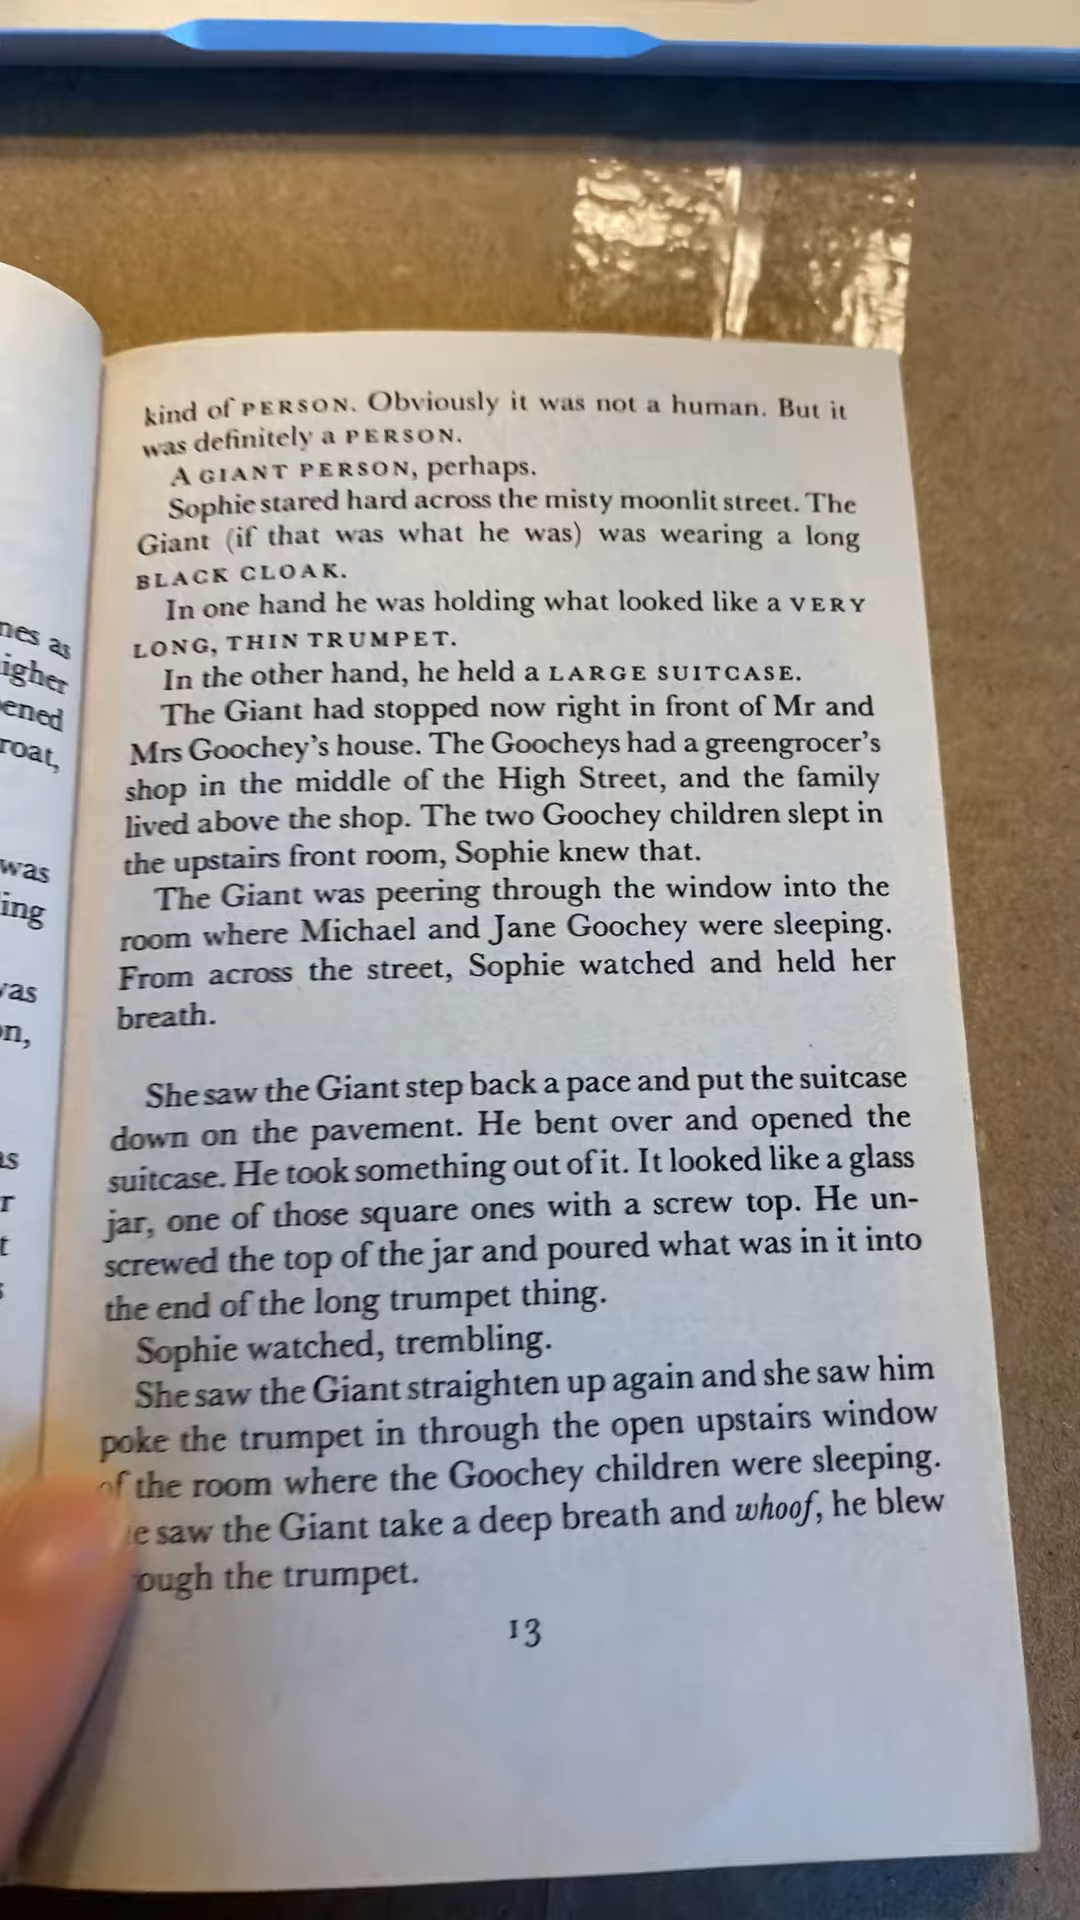 nes as
igher
ened
roat,
was
ing
vas
on,
as
r
t
s
kind of PERSON. Obviously it was not a human. But it
was definitely a PERSON.
A GIANT PERSON, perhaps.
Sophie stared hard across the misty moonlit street. The
Giant (if that was what he was) was wearing a long
BLACK CLOAK.
In one hand he was holding what looked like a VERY
LONG, THIN TRUMPET.
In the other hand, he held a LARGE SUITCASE.
The Giant had stopped now right in front of Mr and
Mrs Goochey's house. The Goocheys had a greengrocer's
shop in the middle of the High Street, and the family
lived above the shop. The two Goochey children slept in
the upstairs front room, Sophie knew that.
The Giant was peering through the window into the
room where Michael and Jane Goochey were sleeping.
From across the street, Sophie watched and held her
breath.
She saw the Giant step back a pace and put the suitcase
down on the pavement. He bent over and opened the
suitcase. He took something out of it. It looked like a glass
jar, one of those square ones with a screw top. He un-
screwed the top of the jar and poured what was in it into
the end of the long trumpet thing.
Sophie watched, trembling.
She saw the Giant straighten up again and she saw him
poke the trumpet in through the open upstairs window
of the room where the Goochey children were sleeping.
e saw the Giant take a deep breath and whoof, he blew
ough the trumpet.
13